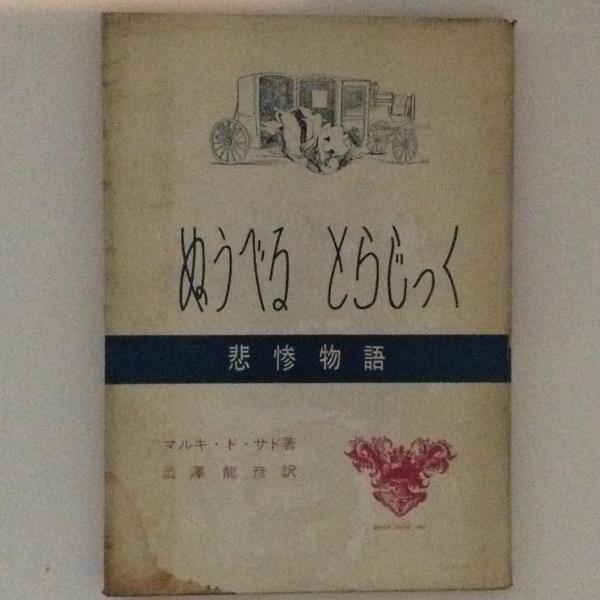 ぬうべる とらじっく
悲惨物語
マルキ・ド・サド著
澁澤龍彦訳